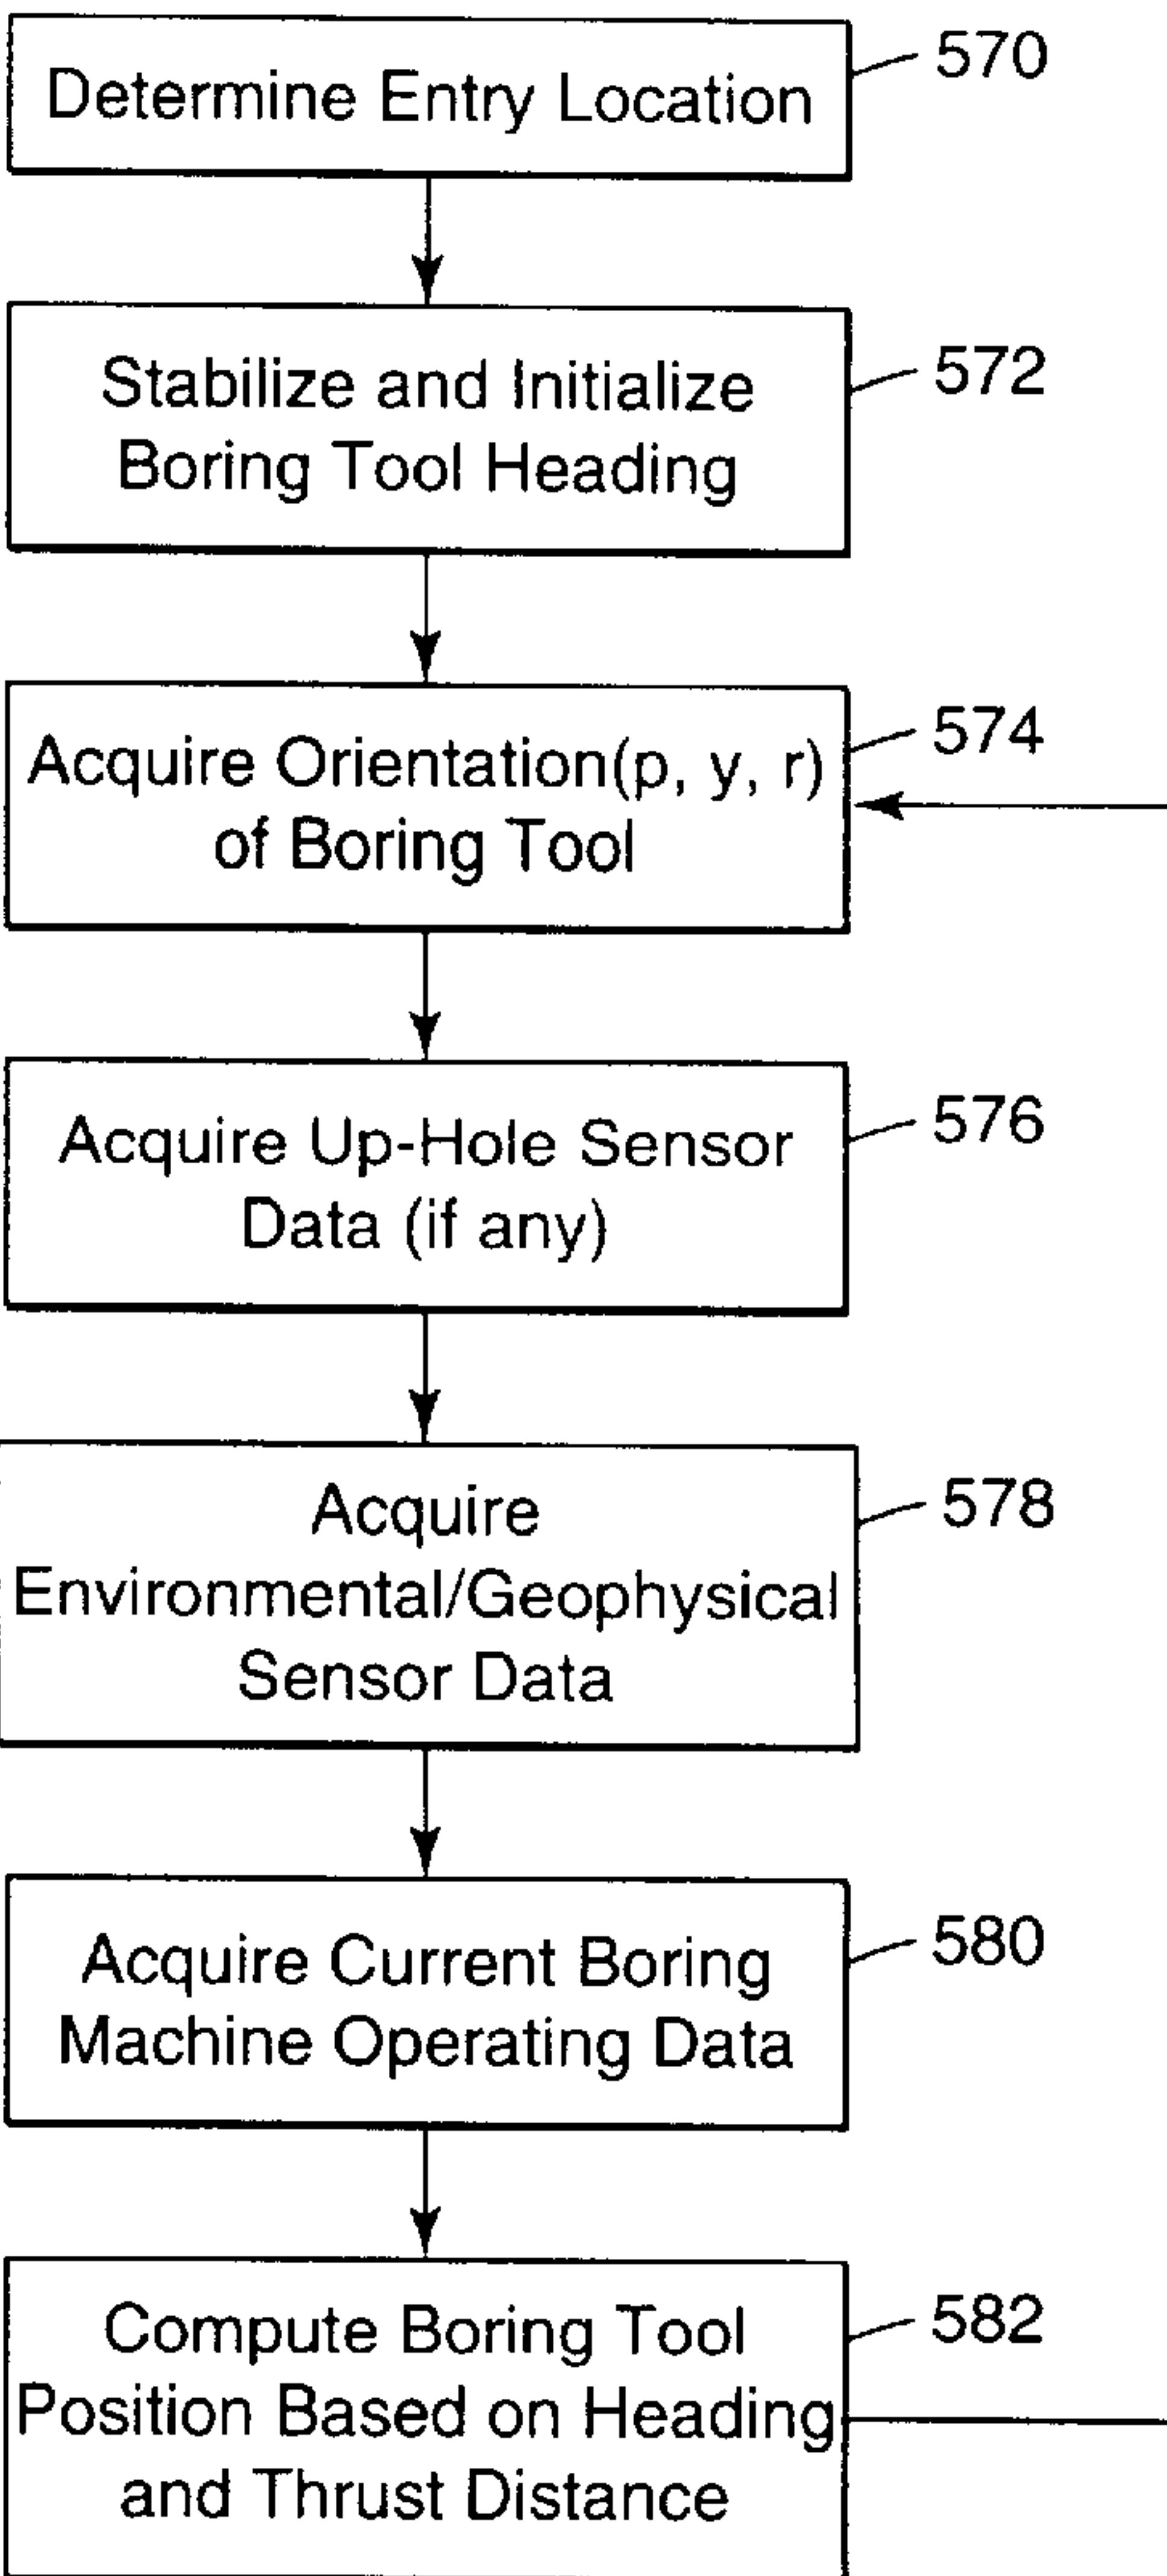 Determine Entry Location
570
Stabilize and Initialize
Boring Tool Heading
572
Acquire Orientation(p, y, r)
of Boring Tool
574
Acquire Up-Hole Sensor
Data (if any)
576
Acquire
Environmental/Geophysical
Sensor Data
578
Acquire Current Boring
Machine Operating Data
580
Compute Boring Tool
Position Based on Heading
and Thrust Distance
582